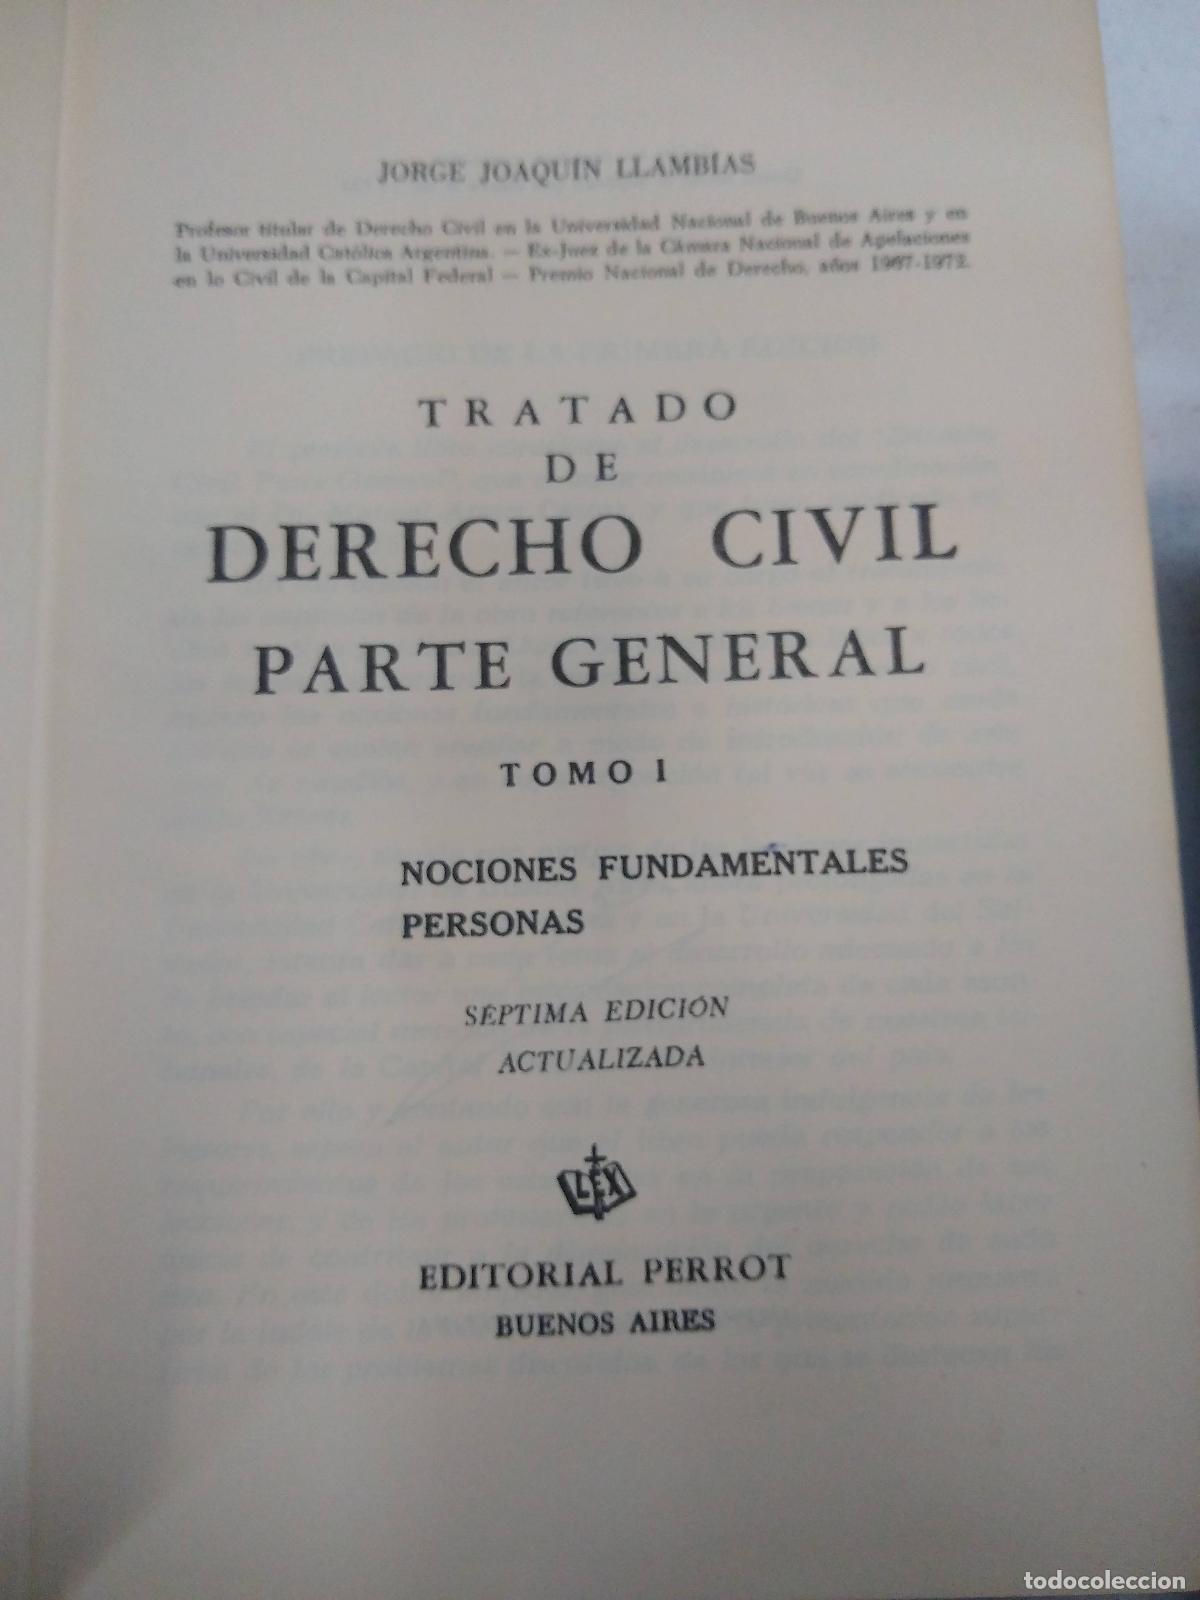 JORGE JOAQUÍN LLAMBÍAS
Profesor titular de Derecho Civil en la Universidad Nacional de Buenos Aires y en
la Universidad Católica Argentina. — Ex-Juez de la Cámara Nacional de Apelaciones
en lo Civil de la Capital Federal — Premio Nacional de Derecho, años 1967-1972.
TRATADO
DE
DERECHO CIVIL
PARTE GENERAL
TOMO I
NOCIONES FUNDAMENTALES
PERSONAS
SÉPTIMA EDICIÓN
ACTUALIZADA
LEX
EDITORIAL PERROT
BUENOS AIRES
todocoleccion